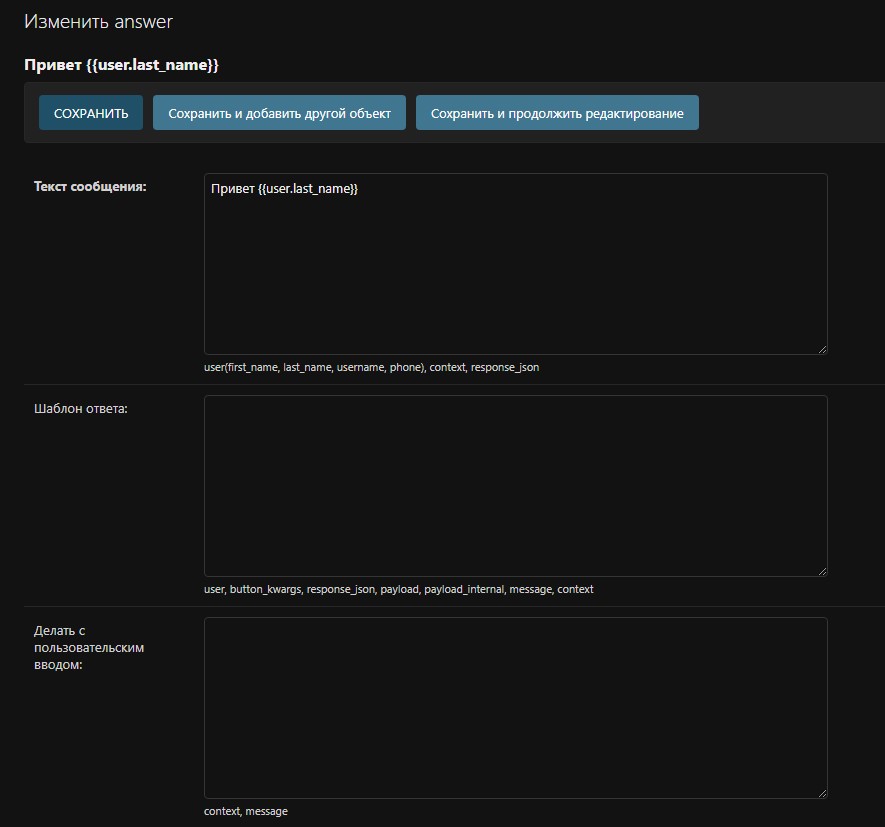 Изменить answer
Привет {{user.last_name}}
СОХРАНИТЬ
Сохранить и добавить другой объект
Сохранить и продолжить редактирование
Текст сообщения:
Привет {{user.last_name}}
user(first_name, last_name, username, phone), context, response_json
Шаблон ответа:
user, button_kwargs, response_json, payload, payload_internal, message, context
Делать с
пользовательским
вводом:
context, message